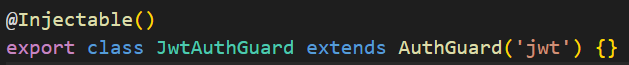 @Injectable()
export class JwtAuthGuard extends AuthGuard('jwt') {}